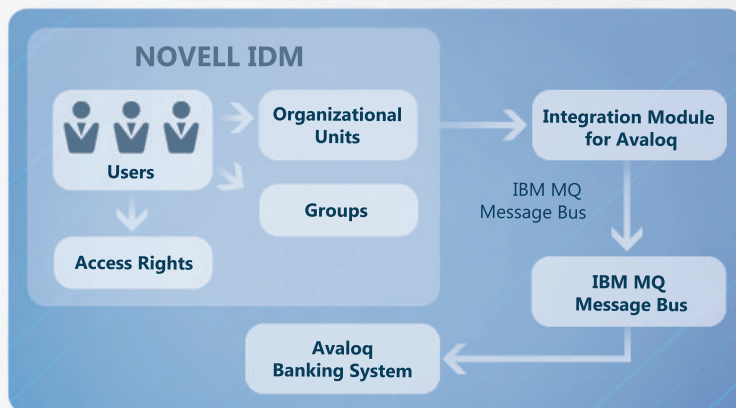 NOVELL IDM
Users
Organizational
Units
Groups
Access Rights
Integration Module
for Avaloq
IBM MQ
Message Bus
IBM MQ
Message Bus
Avaloq
Banking System